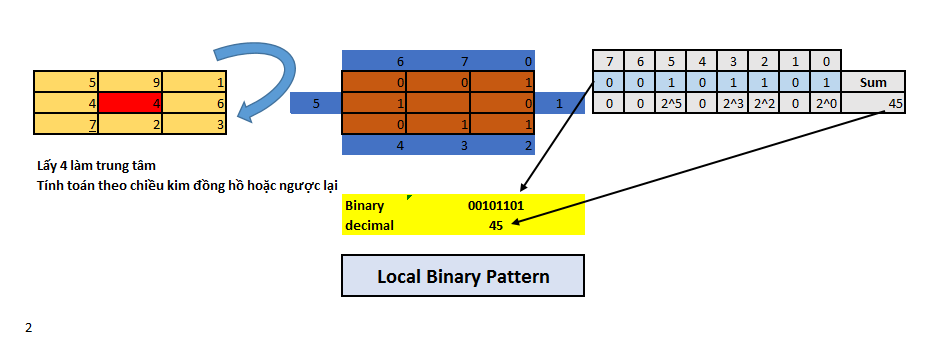 6 7 0
7 6 5 4 3 2 1 0
5 9 1
0 0 1
0 0 1 0 1 1 0 1 Sum
4 4 6
5 1 0 1
0 0 2^5 0 2^3 2^2 0 2^0 45
7 2 3
0 1 1
4 3 2
Lấy 4 làm trung tâm
Tính toán theo chiều kim đồng hồ hoặc ngược lại
Binary 00101101
decimal 45
Local Binary Pattern
2